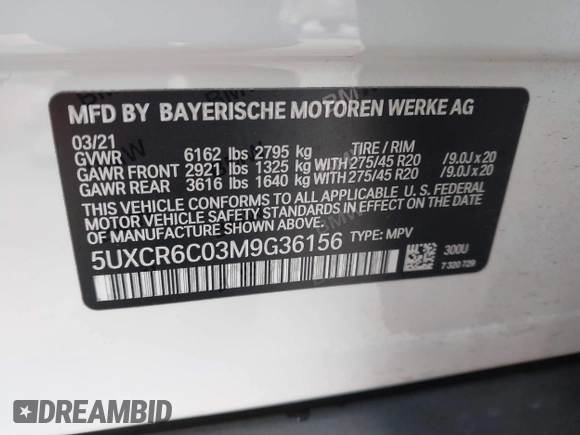 MFD BY BAYERISCHE MOTOREN WERKE AG
03/21
GVWR 6162 lbs 2795 kg TIRE / RIM
GAWR FRONT 2921 lbs 1325 kg WITH 275/45 R20 /9.0J x 20
GAWR REAR 3616 lbs 1640 kg WITH 275/45 R20 /9.0J x 20
THIS VEHICLE CONFORMS TO ALL APPLICABLE U.S. FEDERAL
MOTOR VEHICLE SAFETY STANDARDS IN EFFECT ON THE DATE OF
MANUFACTURE SHOWN ABOVE.
5UXCR6C03M9G36156 TYPE: MPV
300U
7 320 729
DREAMBID